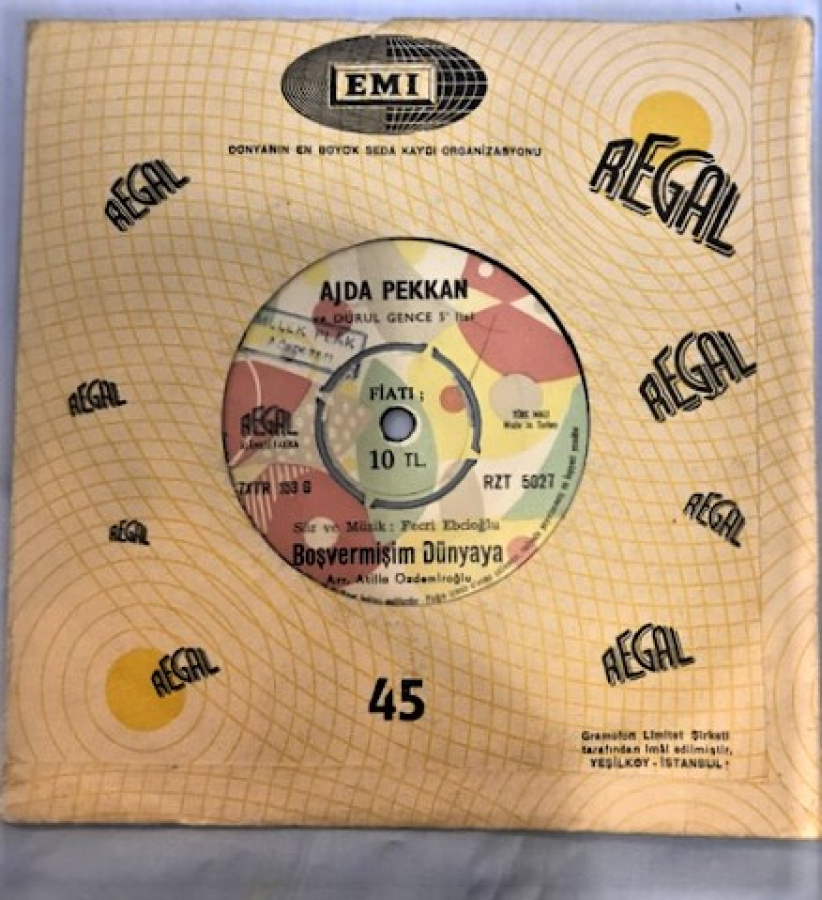 EMI
DÜNYANIN EN BÜYÜK SEDA KAYDI ORGANİZASYONU
REGAL
REGAL
REGAL
REGAL
REGAL
REGAL
REGAL
REGAL
AJDA PEKKAN
ve DURUL GENCE 5' lisi
PLAK
FİATI :
10 TL.
REGAL
TÜRK MALI
Made in Turkey
RZT 5027
Söz ve Müzik : Fecri Ebcioğlu
Boşvermişim Dünyaya
Arr. Atilla Özdemiroğlu
45
Gramofon Limitet Şirketi
tarafından imâl edilmiştir,
YEŞİLKÖY - İSTANBUL